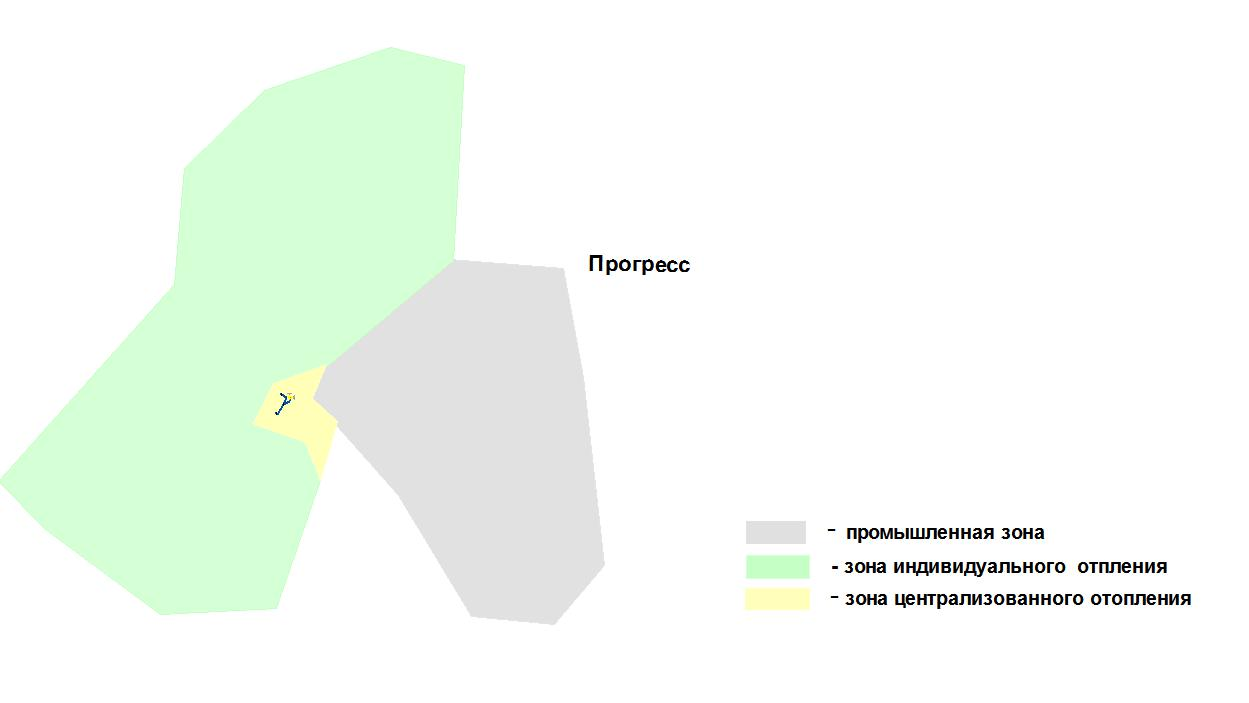 Прогресс
- промышленная зона
- зона индивидуального отпления
- зона централизованного отопления